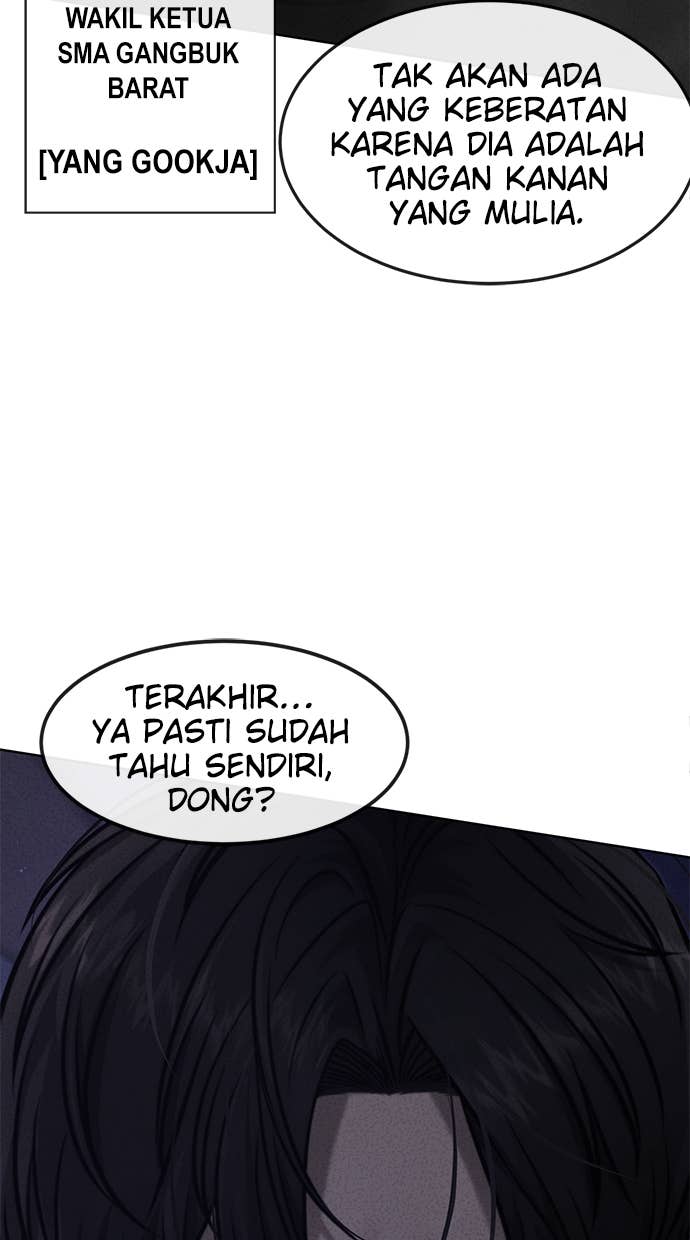 WAKIL KETUA
SMA GANGBUK
BARAT
[YANG GOOKJA]
TAK AKAN ADA
YANG KEBERATAN
KARENA DIA ADALAH
TANGAN KANAN
YANG MULIA.
TERAKHIR...
YA PASTI SUDAH
TAHU SENDIRI,
DONG?